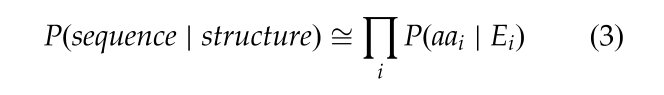 P(sequence | structure) ≅ ∏ᵢ P(aaᵢ | Eᵢ) (3)